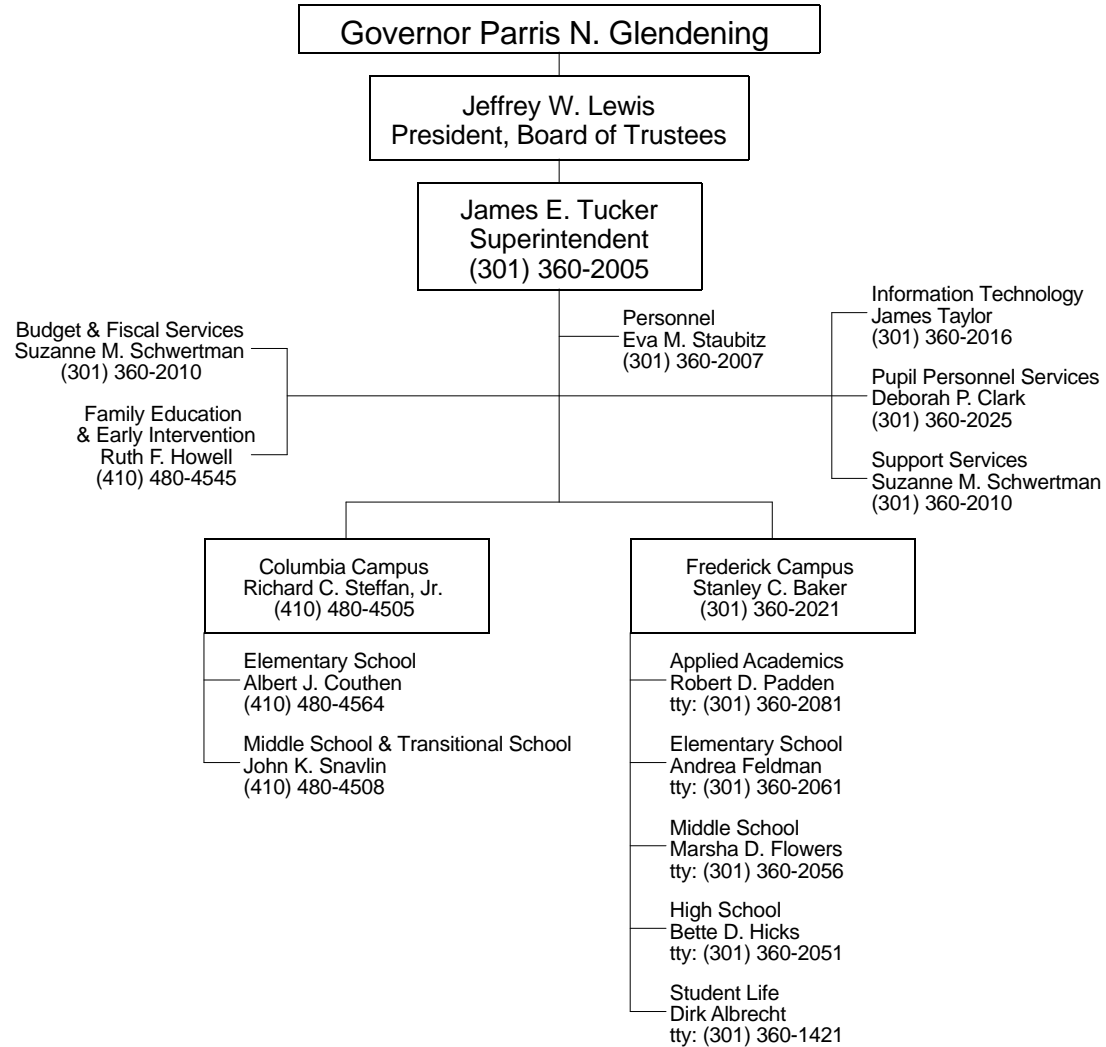 Governor Parris N. Glendening
Jeffrey W. Lewis
President, Board of Trustees
James E. Tucker
Superintendent
(301) 360-2005
Budget & Fiscal Services
Suzanne M. Schwertman
(301) 360-2010
Family Education
& Early Intervention
Ruth F. Howell
(410) 480-4545
Personnel
Eva M. Staubitz
(301) 360-2007
Information Technology
James Taylor
(301) 360-2016
Pupil Personnel Services
Deborah P. Clark
(301) 360-2025
Support Services
Suzanne M. Schwertman
(301) 360-2010
Columbia Campus
Richard C. Steffan, Jr.
(410) 480-4505
Elementary School
Albert J. Couthen
(410) 480-4564
Middle School & Transitional School
John K. Snavlin
(410) 480-4508
Frederick Campus
Stanley C. Baker
(301) 360-2021
Applied Academics
Robert D. Padden
tty: (301) 360-2081
Elementary School
Andrea Feldman
tty: (301) 360-2061
Middle School
Marsha D. Flowers
tty: (301) 360-2056
High School
Bette D. Hicks
tty: (301) 360-2051
Student Life
Dirk Albrecht
tty: (301) 360-1421